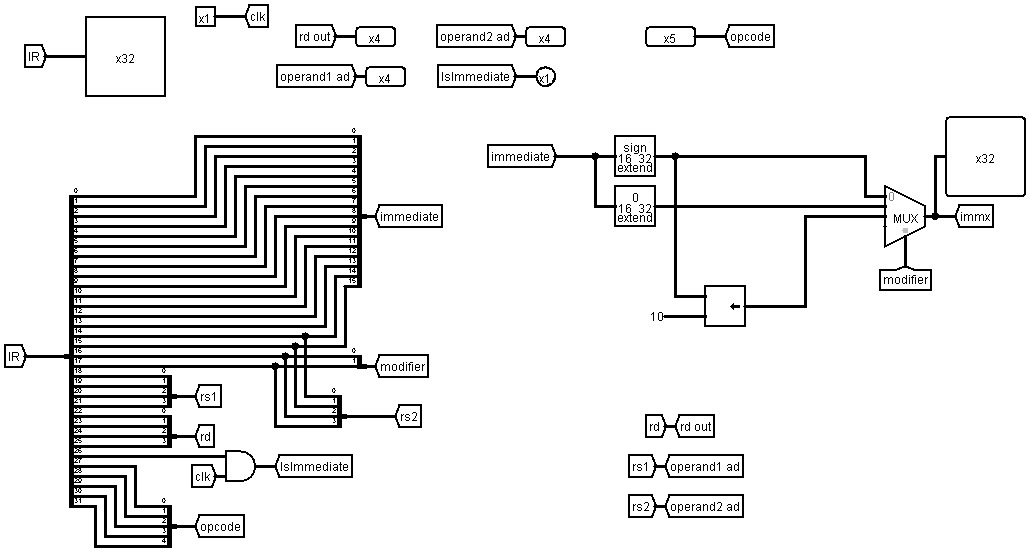 x1
clk
IR
x32
rd out
x4
operand2 ad
x4
x5
opcode
operand1 ad
x4
IsImmediate
x1
0
1
2
3
4
5
6
7
8
9
10
11
12
13
14
15
immediate
immediate
sign
16 32
extend
0
16 32
extend
x32
0
MUX
immx
modifier
10
0
1
2
3
4
5
6
7
8
9
10
11
12
13
14
15
16
17
18
19
20
21
22
23
24
25
26
27
28
29
30
31
IR
0
1
modifier
0
1
2
3
rs1
0
1
2
3
rs2
0
1
2
3
rd
clk
IsImmediate
0
1
2
3
4
opcode
rd
rd out
rs1
operand1 ad
rs2
operand2 ad